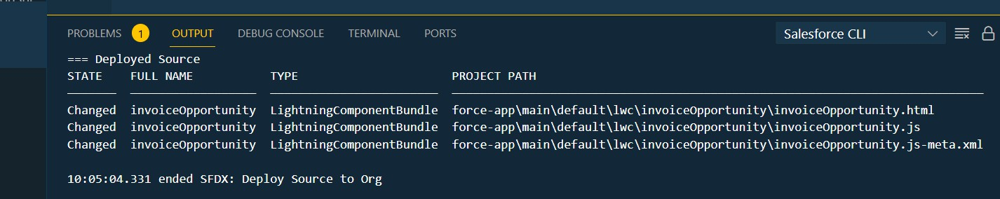 PROBLEMS 1 OUTPUT DEBUG CONSOLE TERMINAL PORTS Salesforce CLI
=== Deployed Source
STATE FULL NAME TYPE PROJECT PATH
Changed invoiceOpportunity LightningComponentBundle force-app\main\default\lwc\invoiceOpportunity\invoiceOpportunity.html
Changed invoiceOpportunity LightningComponentBundle force-app\main\default\lwc\invoiceOpportunity\invoiceOpportunity.js
Changed invoiceOpportunity LightningComponentBundle force-app\main\default\lwc\invoiceOpportunity\invoiceOpportunity.js-meta.xml
10:05:04.331 ended SFDX: Deploy Source to Org